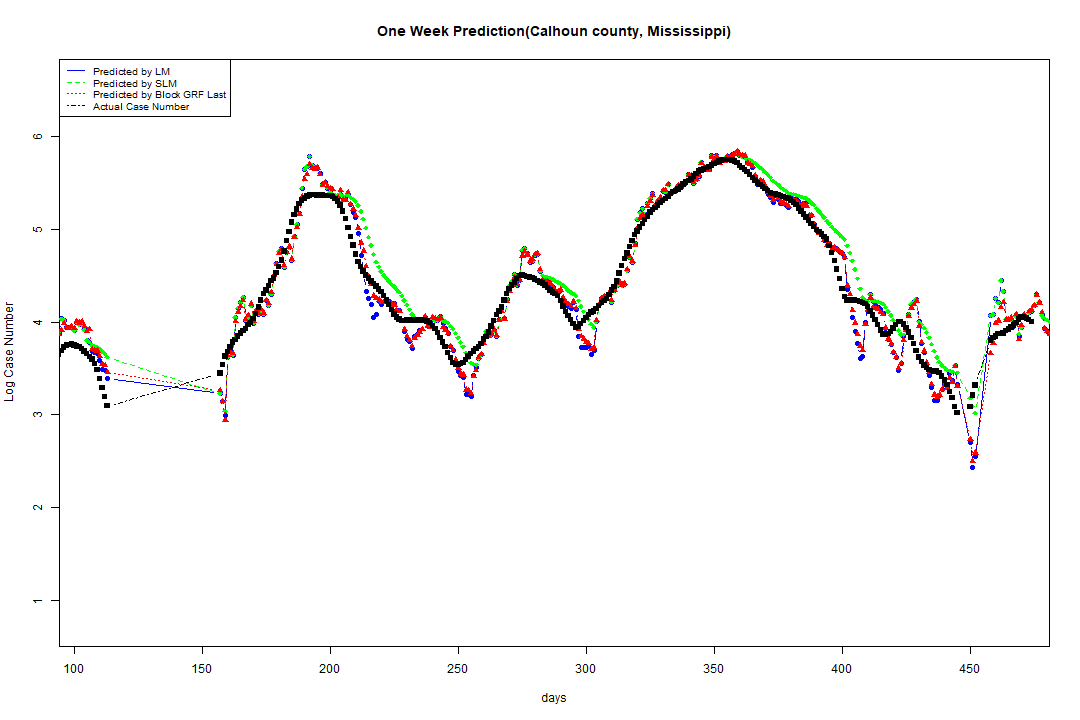 One Week Prediction(Calhoun county, Mississippi)
Predicted by LM
Predicted by SLM
Predicted by Block GRF Last
Actual Case Number
6
5
4
3
2
1
Log Case Number
100 150 200 250 300 350 400 450
days